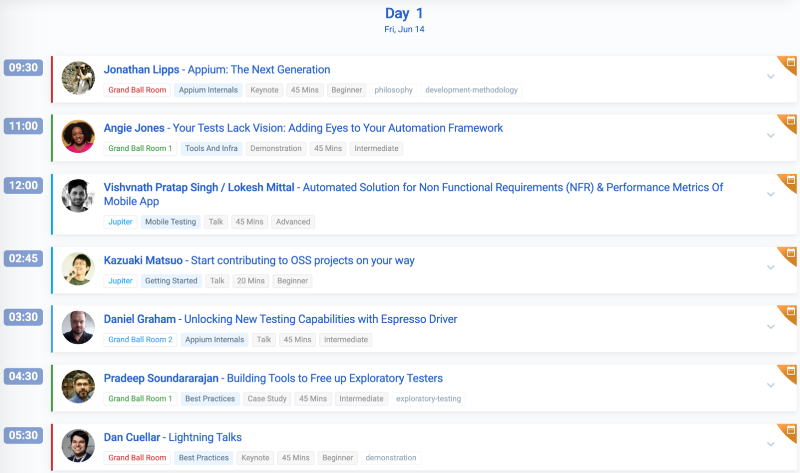 Day 1
Fri, Jun 14
09:30
Jonathan Lipps - Appium: The Next Generation
Grand Ball Room Appium Internals Keynote 45 Mins Beginner philosophy development-methodology
11:00
Angie Jones - Your Tests Lack Vision: Adding Eyes to Your Automation Framework
Grand Ball Room 1 Tools And Infra Demonstration 45 Mins Intermediate
12:00
Vishvnath Pratap Singh / Lokesh Mittal - Automated Solution for Non Functional Requirements (NFR) & Performance Metrics Of
Mobile App
Jupiter Mobile Testing Talk 45 Mins Advanced
02:45
Kazuaki Matsuo - Start contributing to OSS projects on your way
Jupiter Getting Started Talk 20 Mins Beginner
03:30
Daniel Graham - Unlocking New Testing Capabilities with Espresso Driver
Grand Ball Room 2 Appium Internals Talk 45 Mins Intermediate
04:30
Pradeep Soundararajan - Building Tools to Free up Exploratory Testers
Grand Ball Room 1 Best Practices Case Study 45 Mins Intermediate exploratory-testing
05:30
Dan Cuellar - Lightning Talks
Grand Ball Room Best Practices Keynote 45 Mins Beginner demonstration